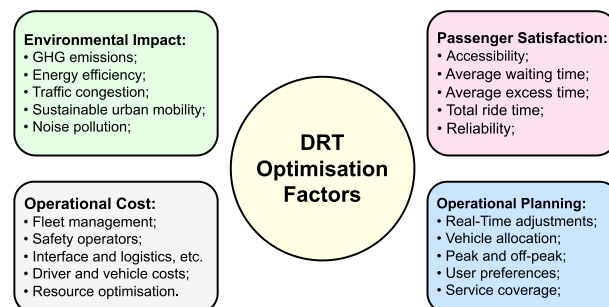 Environmental Impact:
• GHG emissions;
• Energy efficiency;
• Traffic congestion;
• Sustainable urban mobility;
• Noise pollution;
Passenger Satisfaction:
• Accessibility;
• Average waiting time;
• Average excess time;
• Total ride time;
• Reliability;
DRT
Optimisation
Factors
Operational Cost:
• Fleet management;
• Safety operators;
• Interface and logistics, etc.
• Driver and vehicle costs;
• Resource optimisation.
Operational Planning:
• Real-Time adjustments;
• Vehicle allocation;
• Peak and off-peak;
• User preferences;
• Service coverage;